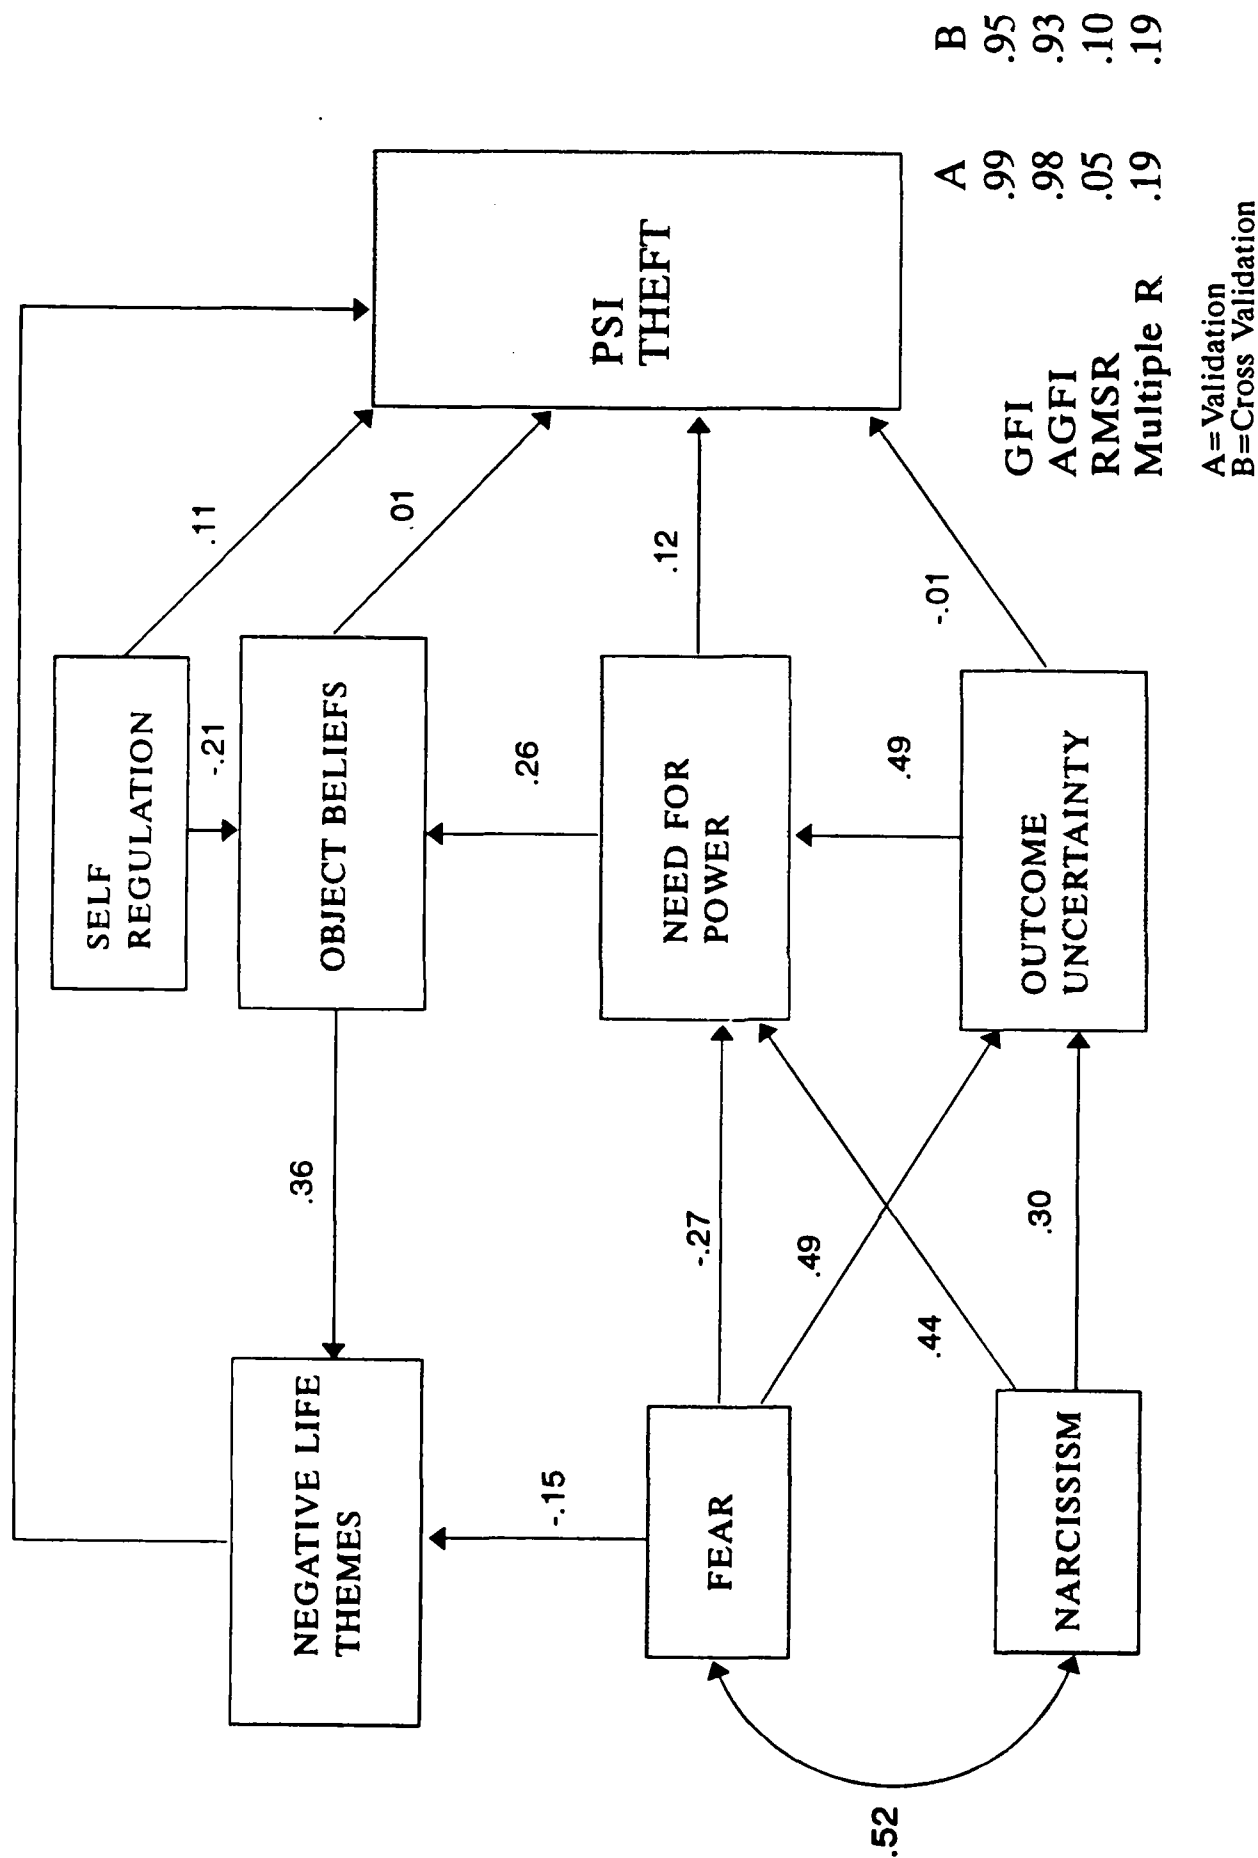 SELF
REGULATION
.11
-.21
NEGATIVE LIFE
THEMES
.36
OBJECT BELIEFS
.01
-.15
.26
PSI
THEFT
FEAR
-.27
NEED FOR
POWER
.12
.49
.52
.44
.49
-.01
NARCISSISM
.30
OUTCOME
UNCERTAINTY
A B
GFI .99 .95
AGFI .98 .93
RMSR .05 .10
Multiple R .19 .19
A=Validation
B=Cross Validation